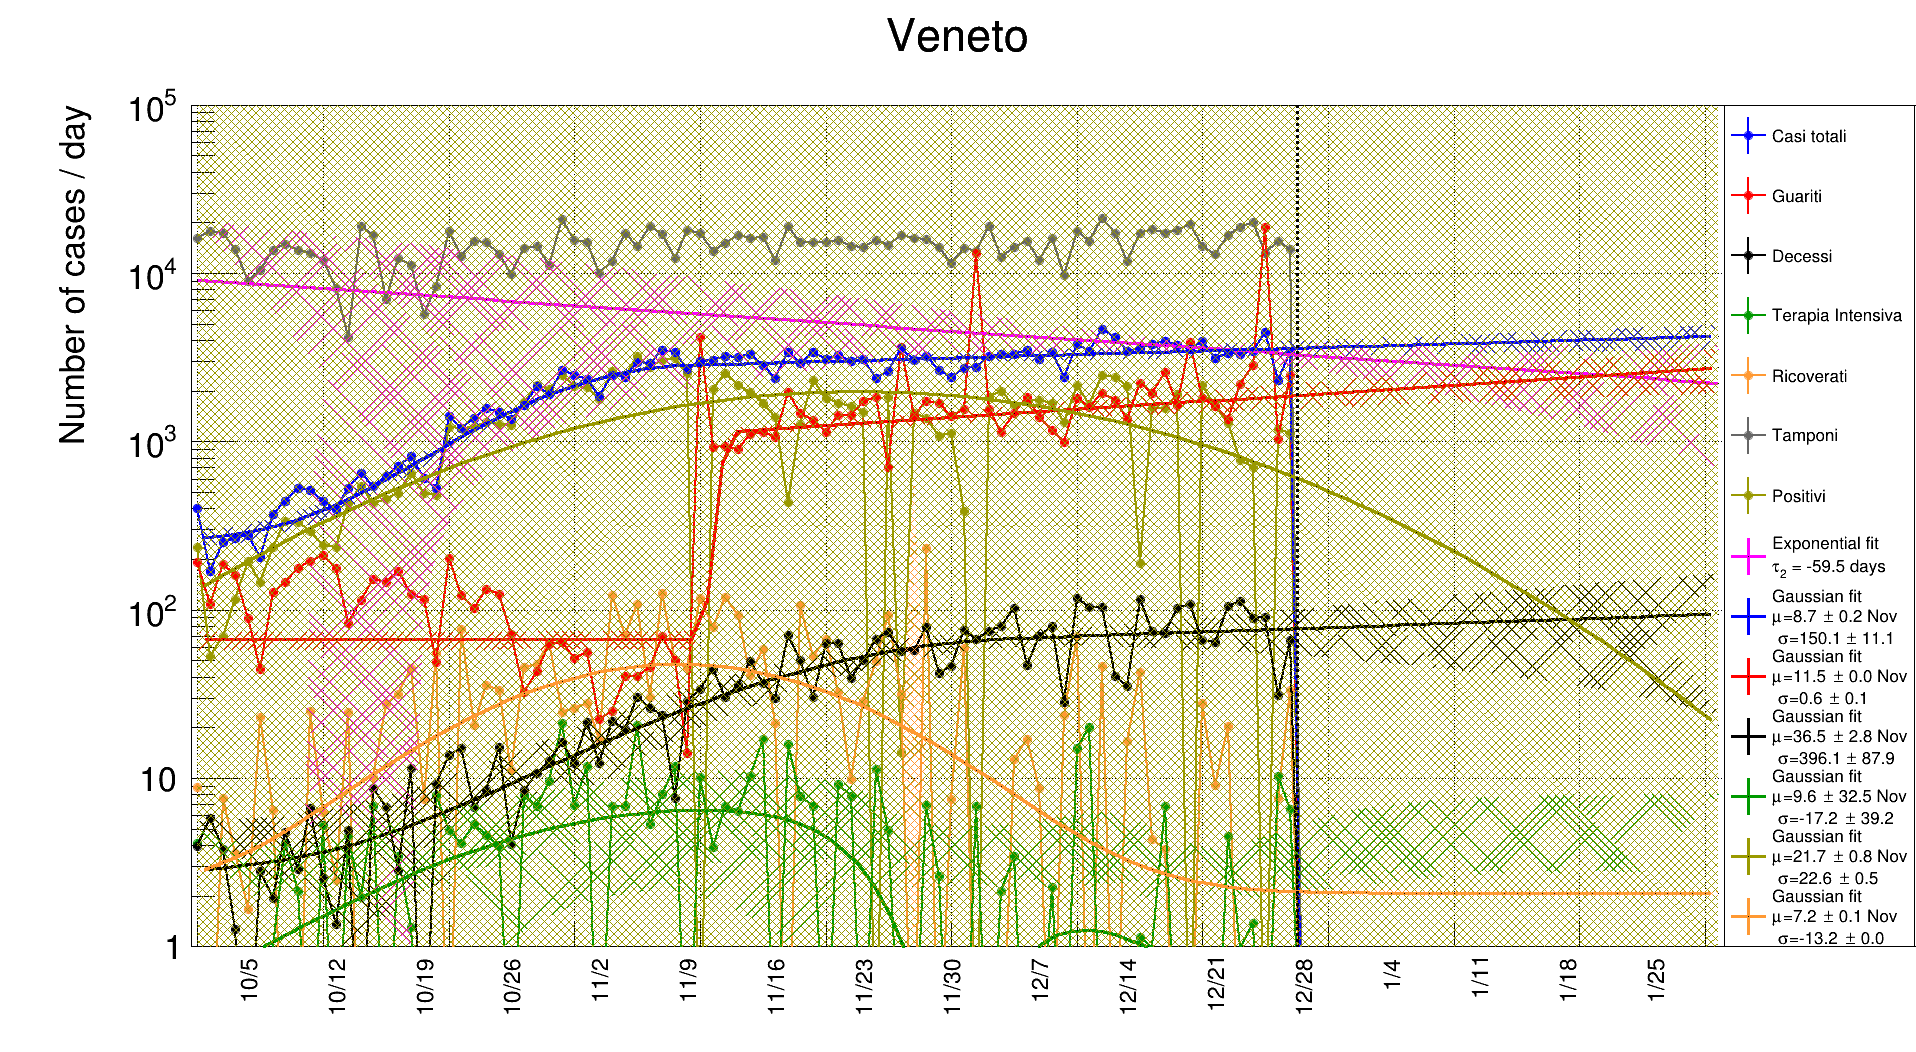 Veneto
Number of cases / day
10^5
10^4
10^3
10^2
10
1
10/5 10/12 10/19 10/26 11/2 11/9 11/16 11/23 11/30 12/7 12/14 12/21 12/28 1/4 1/11 1/18 1/25
Casi totali
Guariti
Decessi
Terapia Intensiva
Ricoverati
Tamponi
Positivi
Exponential fit
τ₂ = -59.5 days
Gaussian fit
μ=8.7 ± 0.2 Nov
σ=150.1 ± 11.1
Gaussian fit
μ=11.5 ± 0.0 Nov
σ=0.6 ± 0.1
Gaussian fit
μ=36.5 ± 2.8 Nov
σ=396.1 ± 87.9
Gaussian fit
μ=9.6 ± 32.5 Nov
σ=-17.2 ± 39.2
Gaussian fit
μ=21.7 ± 0.8 Nov
σ=22.6 ± 0.5
Gaussian fit
μ=7.2 ± 0.1 Nov
σ=-13.2 ± 0.0